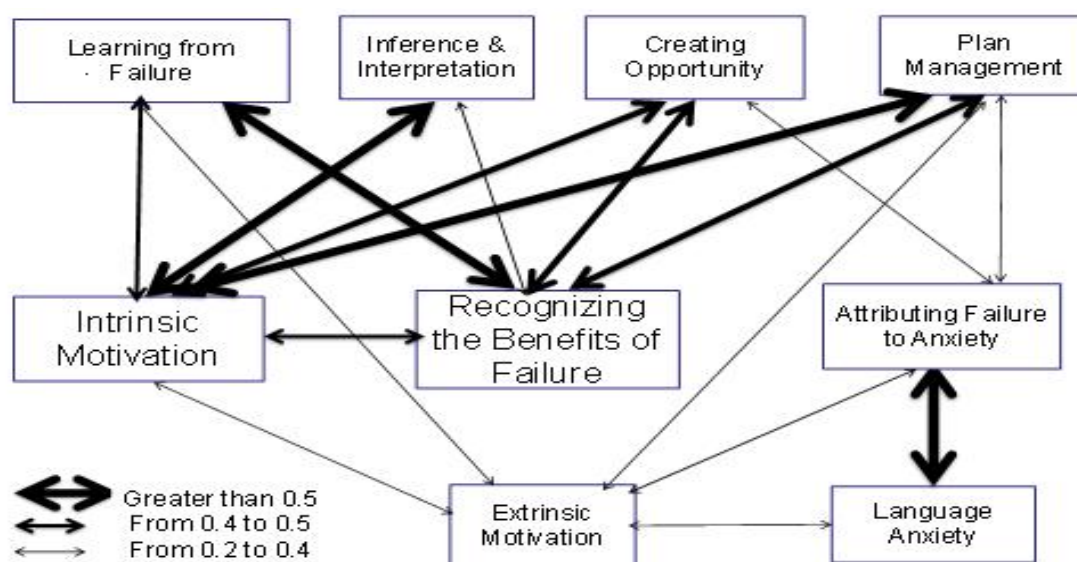 Learning from
Failure
Inference &
Interpretation
Creating
Opportunity
Plan
Management
Intrinsic
Motivation
Recognizing
the Benefits of
Failure
Attributing Failure
to Anxiety
Greater than 0.5
From 0.4 to 0.5
From 0.2 to 0.4
Extrinsic
Motivation
Language
Anxiety